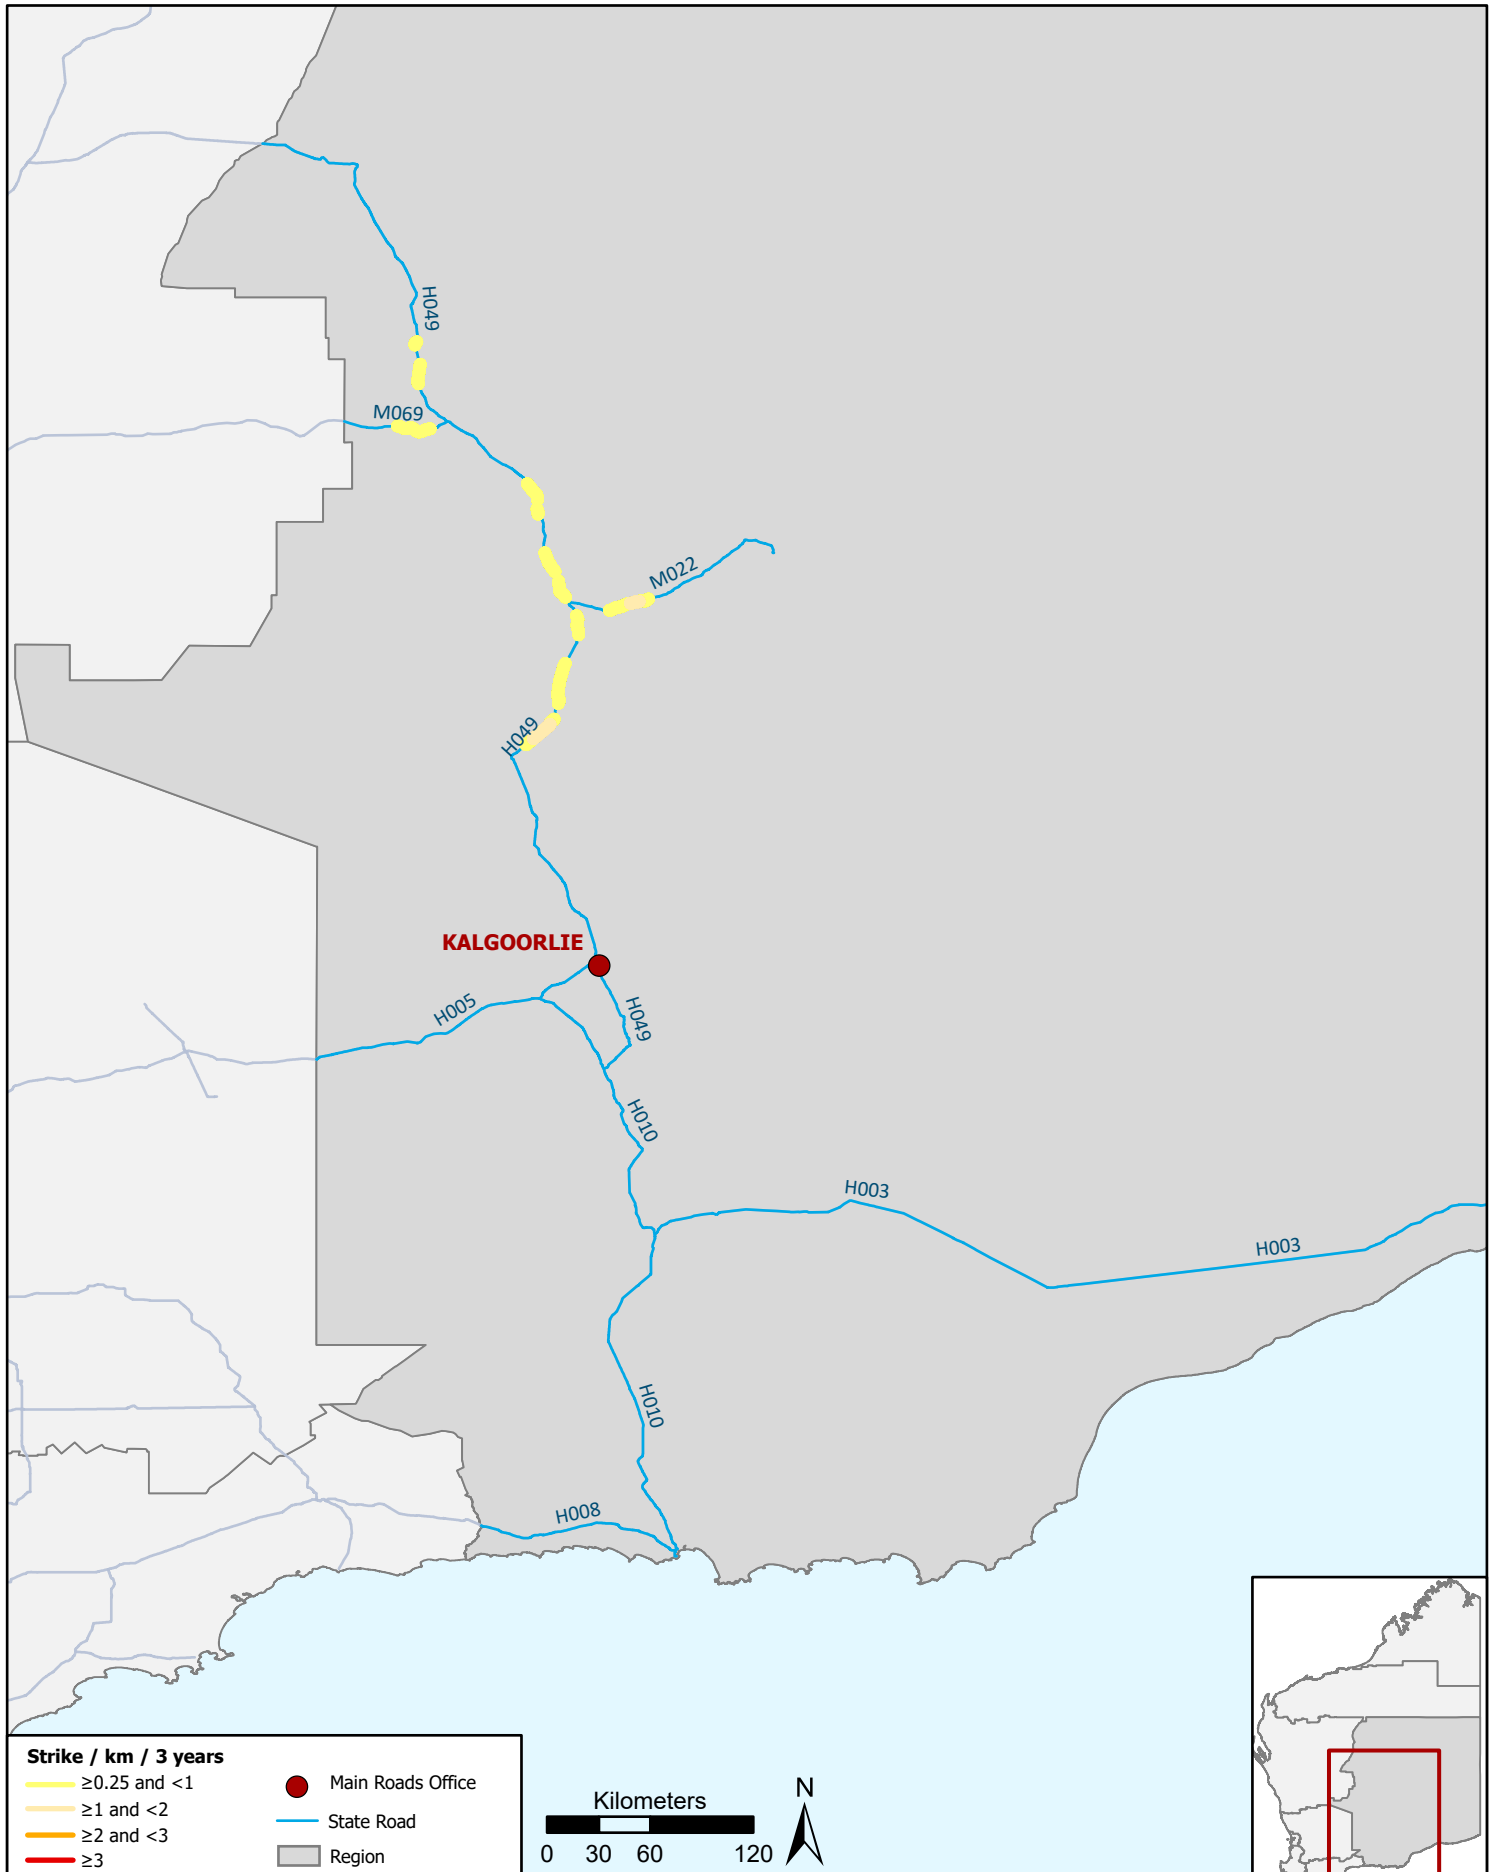 H049
M069
M022
H049
KALGOORLIE
H005
H049
H010
H003
H003
H010
H008
Strike / km / 3 years
≥0.25 and <1
≥1 and <2
≥2 and <3
≥3
Main Roads Office
State Road
Region
Kilometers
0 30 60 120
N